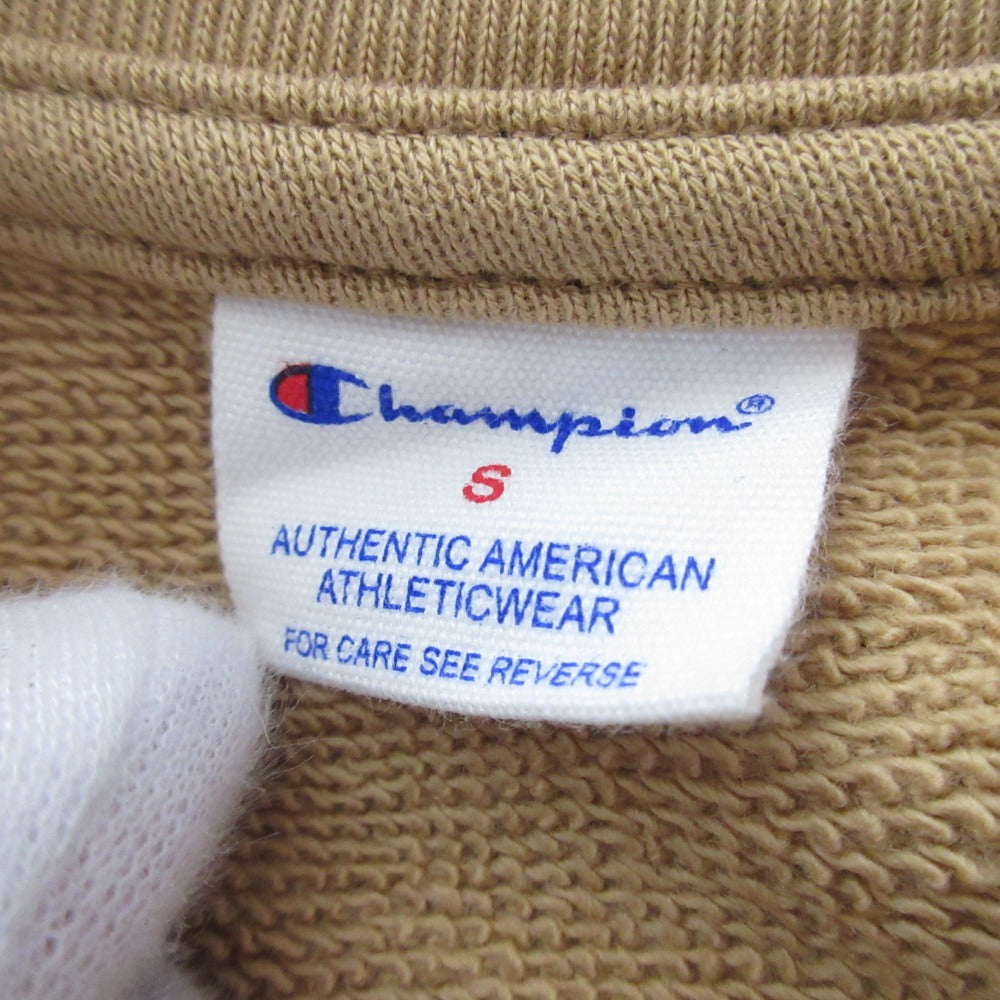 Champion®
S
AUTHENTIC AMERICAN
ATHLETICWEAR
FOR CARE SEE REVERSE